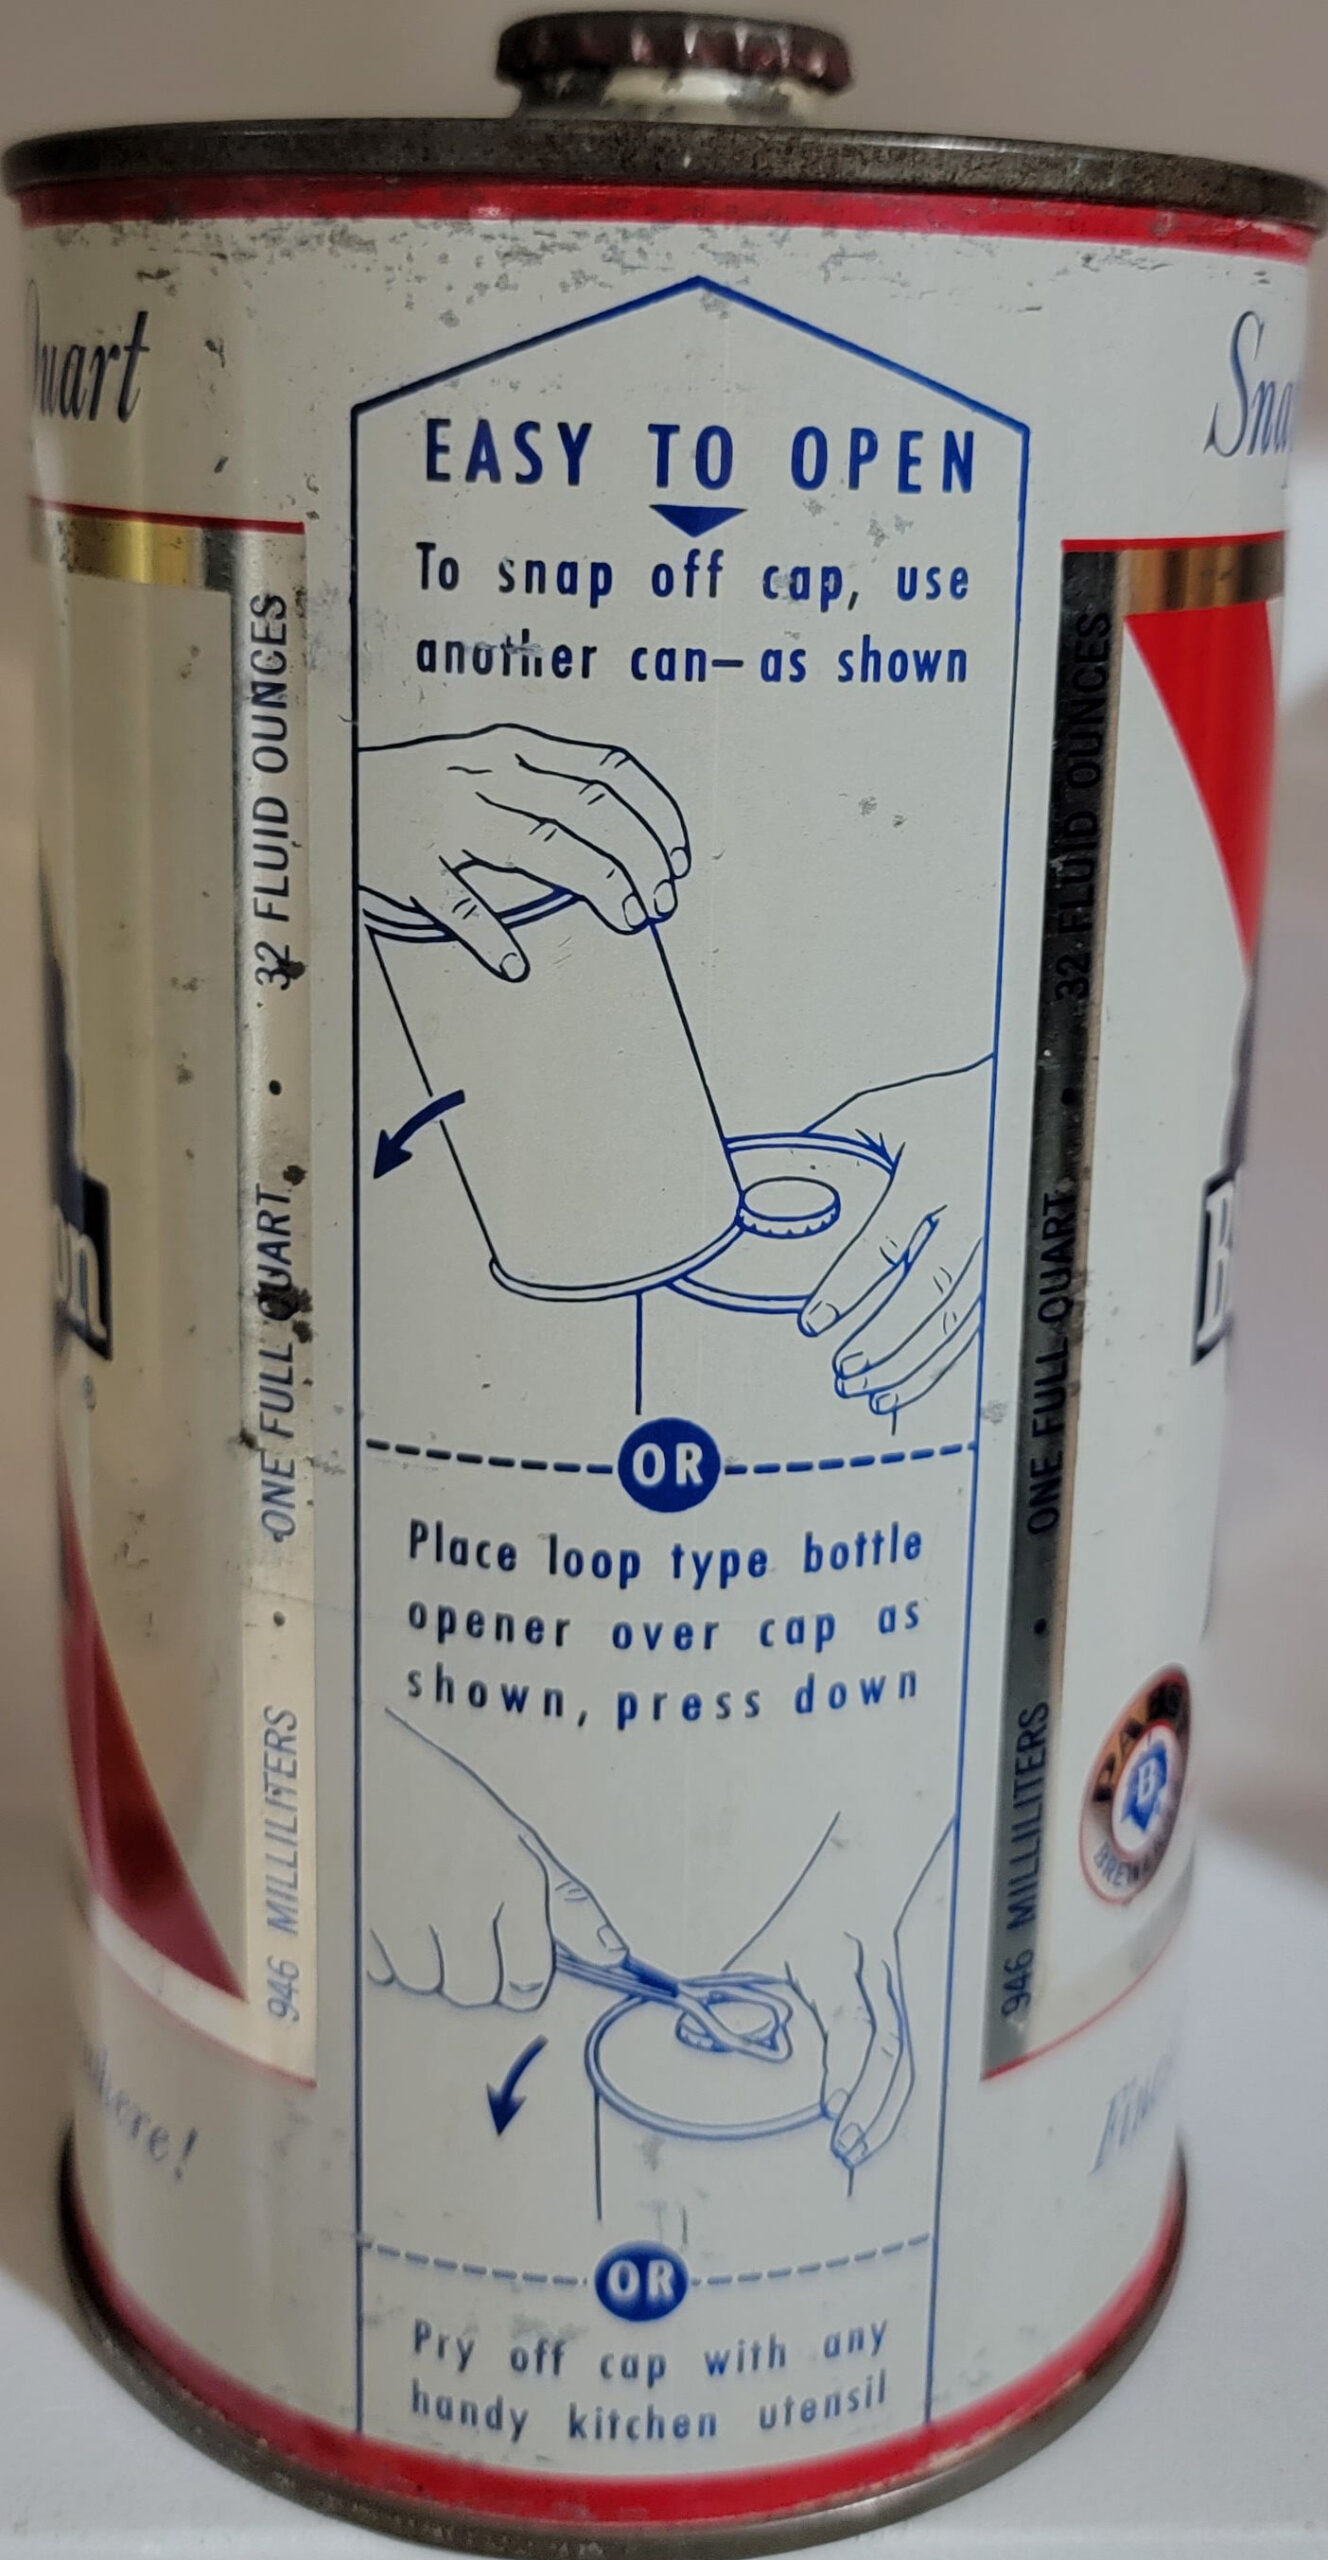 EASY TO OPEN
To snap off cap, use
another can—as shown
OR
Place loop type bottle
opener over cap as
shown, press down
OR
Pry off cap with any
handy kitchen utensil
946 MILLILITERS • ONE FULL QUART • 32 FLUID OUNCES
946 MILLILITERS • ONE FULL QUART • 32 FLUID OUNCES
PABST
B
®